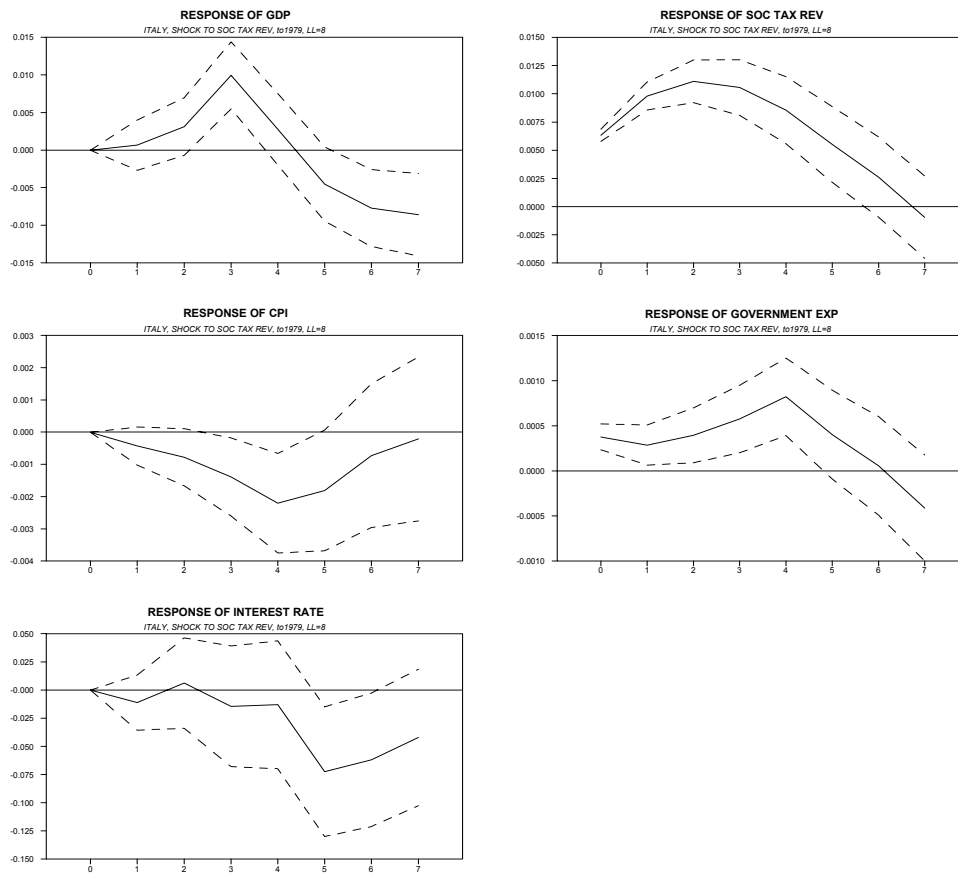 RESPONSE OF GDP
ITALY, SHOCK TO SOC TAX REV, to1979, LL=8
0.015
0.010
0.005
0.000
-0.005
-0.010
-0.015
0 1 2 3 4 5 6 7
RESPONSE OF SOC TAX REV
ITALY, SHOCK TO SOC TAX REV, to1979, LL=8
0.0150
0.0125
0.0100
0.0075
0.0050
0.0025
0.0000
-0.0025
-0.0050
0 1 2 3 4 5 6 7
RESPONSE OF CPI
ITALY, SHOCK TO SOC TAX REV, to1979, LL=8
0.003
0.002
0.001
0.000
-0.001
-0.002
-0.003
-0.004
0 1 2 3 4 5 6 7
RESPONSE OF GOVERNMENT EXP
ITALY, SHOCK TO SOC TAX REV, to1979, LL=8
0.0015
0.0010
0.0005
0.0000
-0.0005
-0.0010
0 1 2 3 4 5 6 7
RESPONSE OF INTEREST RATE
ITALY, SHOCK TO SOC TAX REV, to1979, LL=8
0.050
0.025
-0.000
-0.025
-0.050
-0.075
-0.100
-0.125
-0.150
0 1 2 3 4 5 6 7